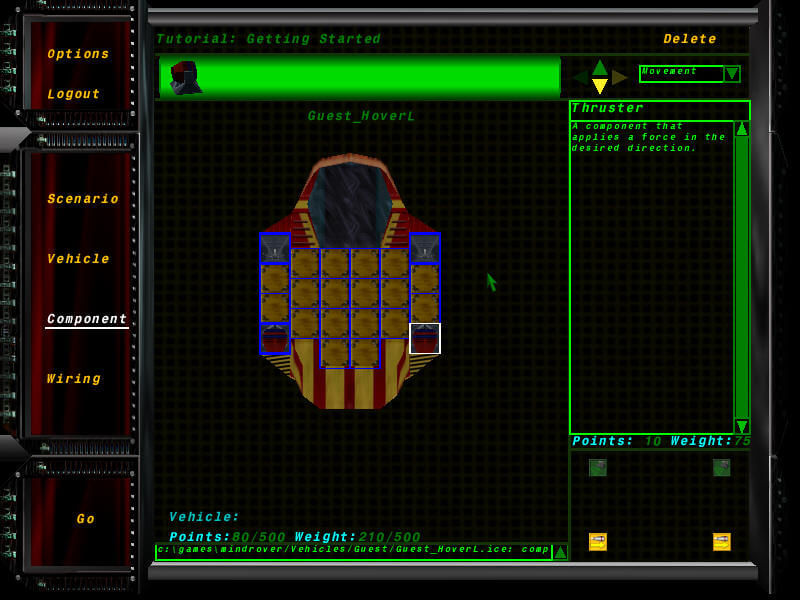 Options
Logout
Scenario
Vehicle
Component
Wiring
Go
Tutorial: Getting Started
Delete
Movement
Guest_HoverL
Thruster
A component that
applies a force in the
desired direction.
Points: 10 Weight:75
Vehicle:
Points:80/500 Weight:210/500
c:\games\mindrover/Vehicles/Guest/Guest_HoverL.ice: comp